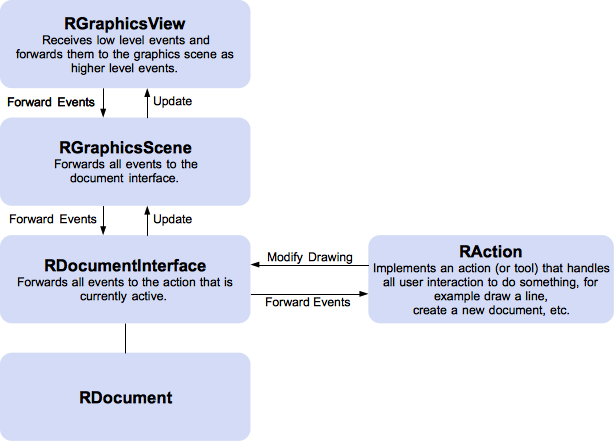 RGraphicsView
Receives low level events and
forwards them to the graphic scene as
higher level events.
Forward Events
Update
RGraphicsScene
Forwards all events to the
document interface.
Forward Events
Update
RDocumentInterface
Forwards all events to the action that is
currently active.
Modify Drawing
Forward Events
RAction
Implements an action (or tool) that handles
all user interaction to do something, for
example draw a line,
create a new document, etc.
RDocument